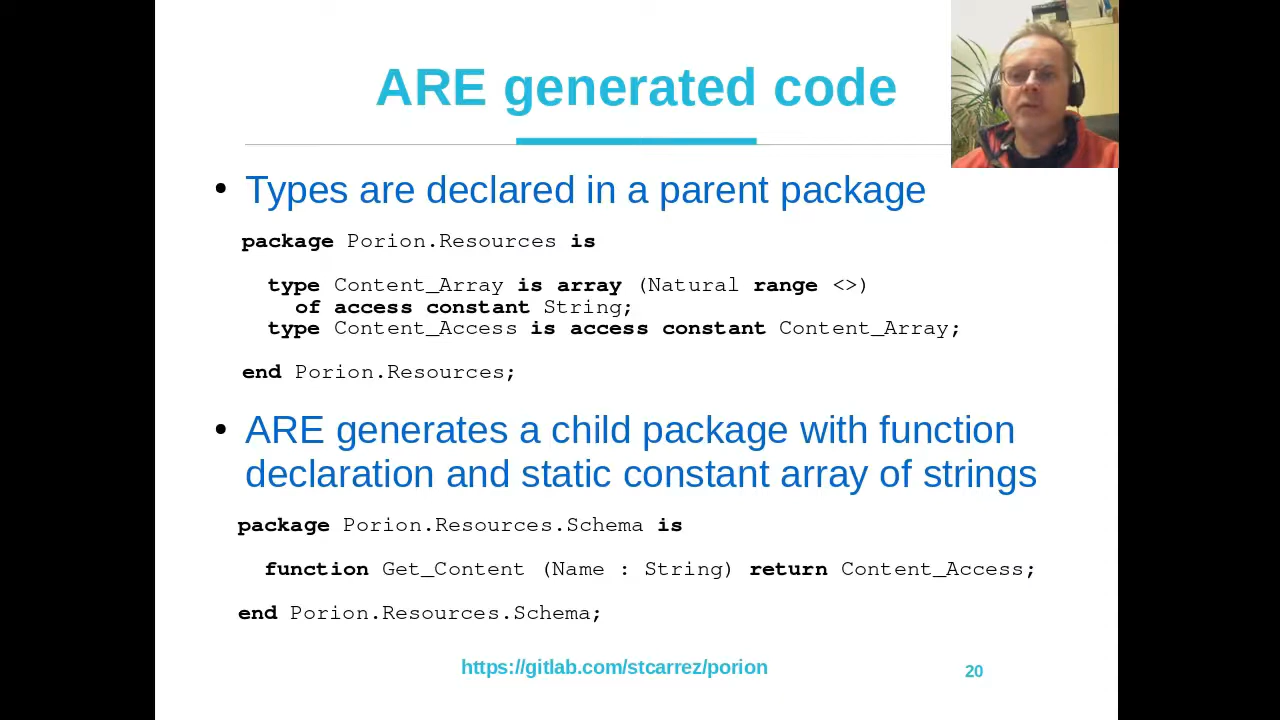 ARE generated code
• Types are declared in a parent package
package Porion.Resources is
type Content_Array is array (Natural range <>)
of access constant String;
type Content_Access is access constant Content_Array;
end Porion.Resources;
• ARE generates a child package with function
declaration and static constant array of strings
package Porion.Resources.Schema is
function Get_Content (Name : String) return Content_Access;
end Porion.Resources.Schema;
https://gitlab.com/stcarrez/porion
20